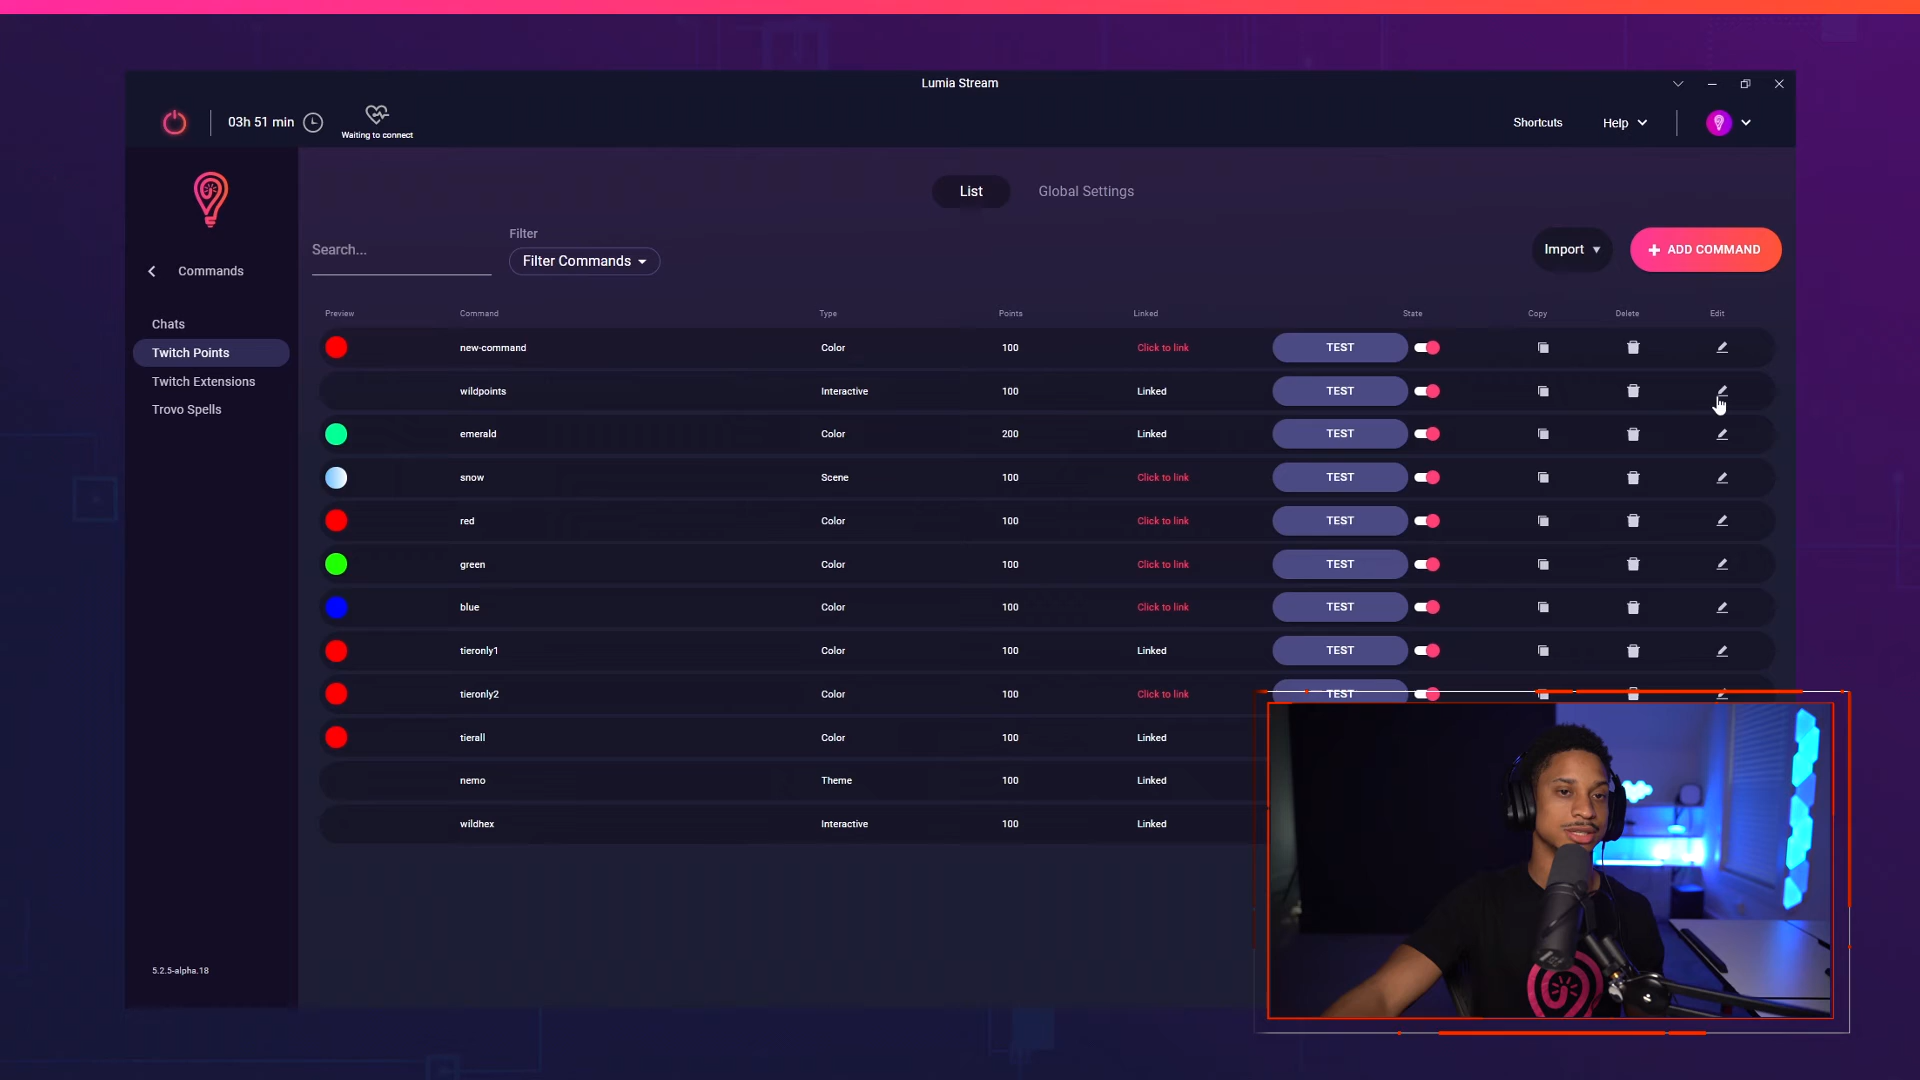 Lumia Stream
03h 51 min
Waiting to connect
Shortcuts
Help
List
Global Settings
Search...
Filter
Filter Commands
Import
+ ADD COMMAND
Commands
Chats
Twitch Points
Twitch Extensions
Trovo Spells
5.2.5-alpha.18
Preview Command Type Points Linked State Copy Delete Edit
new-command Color 100 Click to link TEST
wildpoints Interactive 100 Linked TEST
emerald Color 200 Linked TEST
snow Scene 100 Click to link TEST
red Color 100 Click to link TEST
green Color 100 Click to link TEST
blue Color 100 Click to link TEST
tieronly1 Color 100 Linked TEST
tieronly2 Color 100 Click to link TEST
tierall Color 100 Linked
nemo Theme 100 Linked
wildhex Interactive 100 Linked